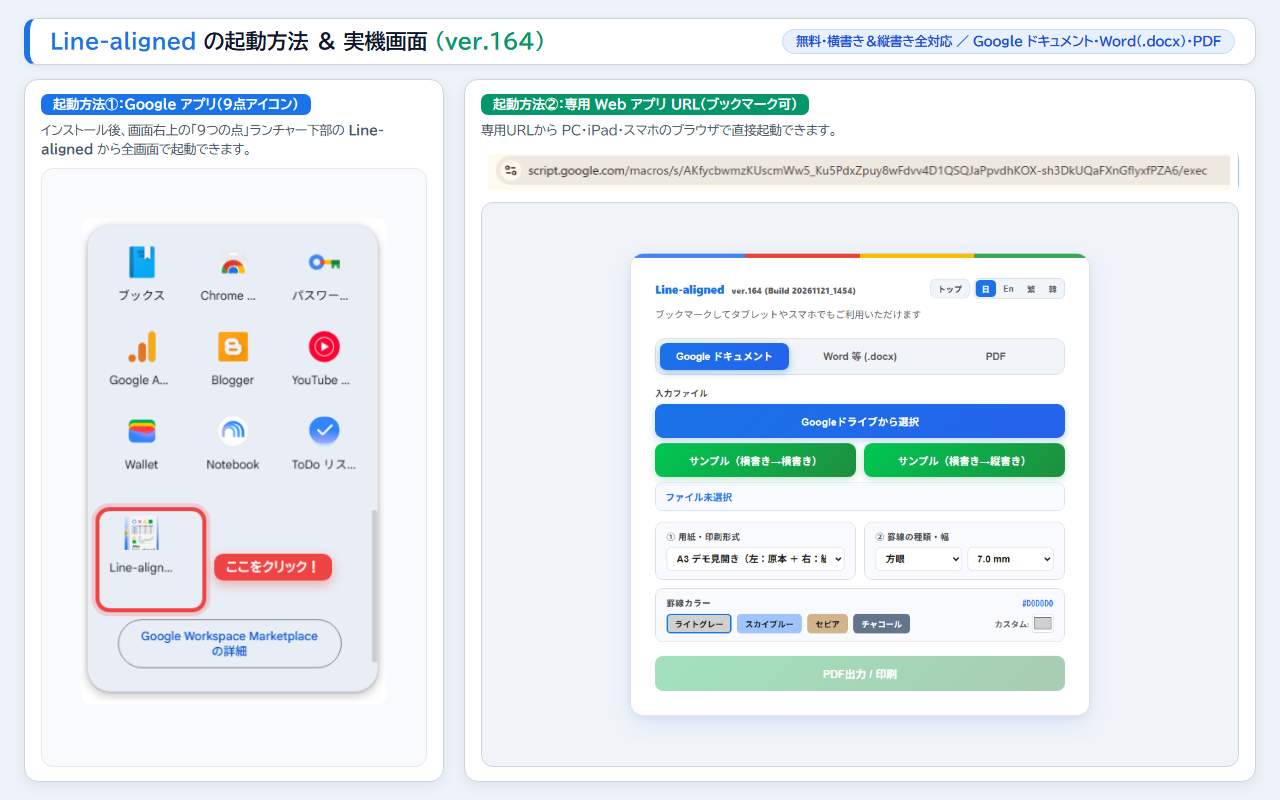 Line-aligned の起動方法 & 実機画面 (ver.164)
無料・横書き&縦書き全対応 / Google ドキュメント・Word(.docx)・PDF
起動方法①:Google アプリ(9点アイコン)
インストール後、画面右上の「9つの点」ランチャー下部の Line-
aligned から全画面で起動できます。
ブックス
Chrome ...
パスワー...
Google A...
Blogger
YouTube ...
Wallet
Notebook
ToDo リス...
Line-align...
ここをクリック!
Google Workspace Marketplace
の詳細
起動方法②:専用 Web アプリ URL(ブックマーク可)
専用URLから PC・iPad・スマホのブラウザで直接起動できます。
script.google.com/macros/s/AKfycbwmzKUscmWw5_Ku5PdxZpuy8wFdvv4D1QSQJaPpvdhKOX-sh3DkUQaFXnGflyxfPZA6/exec
Line-aligned ver.164 (Build 20261121_1454)
トップ
日 En 繁 韓
ブックマークしてタブレットやスマホでもご利用いただけます
Google ドキュメント
Word 等 (.docx)
PDF
入力ファイル
Googleドライブから選択
サンプル(横書き→横書き)
サンプル(横書き→縦書き)
ファイル未選択
① 用紙・印刷形式
A3 デモ見開き(左:原本 + 右:縦
② 罫線の種類・幅
方眼
7.0 mm
罫線カラー
#D0D0D0
ライトグレー
スカイブルー
セピア
チャコール
カスタム:
PDF出力 / 印刷